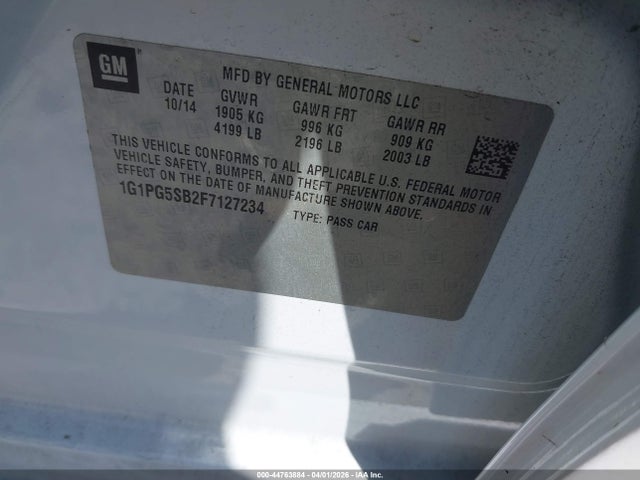 GM
MFD BY GENERAL MOTORS LLC
DATE GVWR GAWR FRT GAWR RR
10/14 1905 KG 996 KG 909 KG
4199 LB 2196 LB 2003 LB
THIS VEHICLE CONFORMS TO ALL APPLICABLE U.S. FEDERAL MOTOR
VEHICLE SAFETY, BUMPER, AND THEFT PREVENTION STANDARDS IN
EFFECT ON THE DATE OF MANUFACTURE SHOWN ABOVE.
1G1PG5SB2F7127234 TYPE: PASS CAR
000-44763884 - 04/01/2026 - IAA Inc.